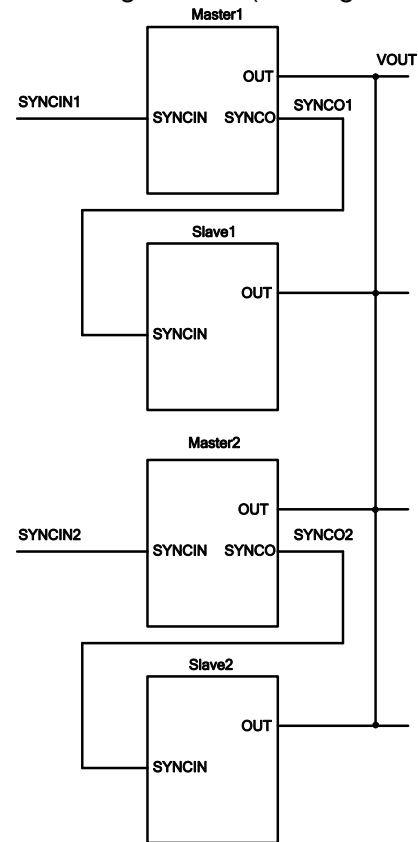 Master1
OUT
VOUT
SYNCIN1
SYNCIN
SYNCO
SYNCO1
Slave1
OUT
SYNCIN
Master2
OUT
SYNCIN2
SYNCIN
SYNCO
SYNCO2
Slave2
OUT
SYNCIN